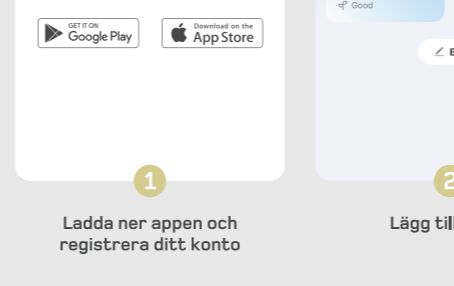 Good
GET IT ON
Google Play
Download on the
App Store
1
2
Ladda ner appen och
registrera ditt konto
Lägg till